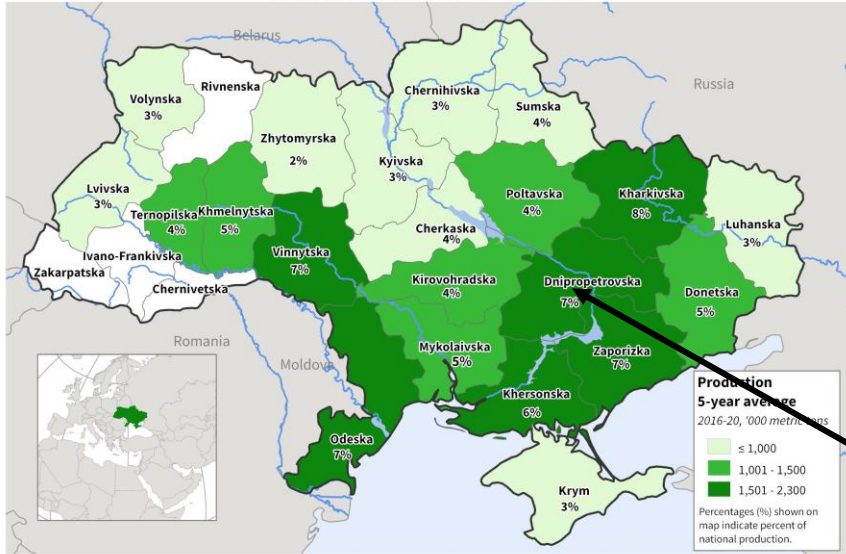 Belarus
Russia
Rivnenska
Volynska
3%
Chernihivska
3%
Sumska
4%
Zhytomyrska
2%
Kyivska
3%
Lvivska
3%
Ternopilska
4%
Khmelnytska
5%
Poltavska
4%
Kharkivska
8%
Luhanska
3%
Cherkaska
4%
Vinnytska
7%
Ivano-Frankivska
Zakarpatska
Chernivetska
Kirovohradska
4%
Dnipropetrovska
7%
Donetska
5%
Romania
Moldova
Mykolaivska
5%
Zaporizka
7%
Khersonska
6%
Odeska
7%
Krym
3%
Production
5-year average
2016-20, '000 metric tons
≤ 1,000
1,001 - 1,500
1,501 - 2,300
Percentages (%) shown on
map indicate percent of
national production.